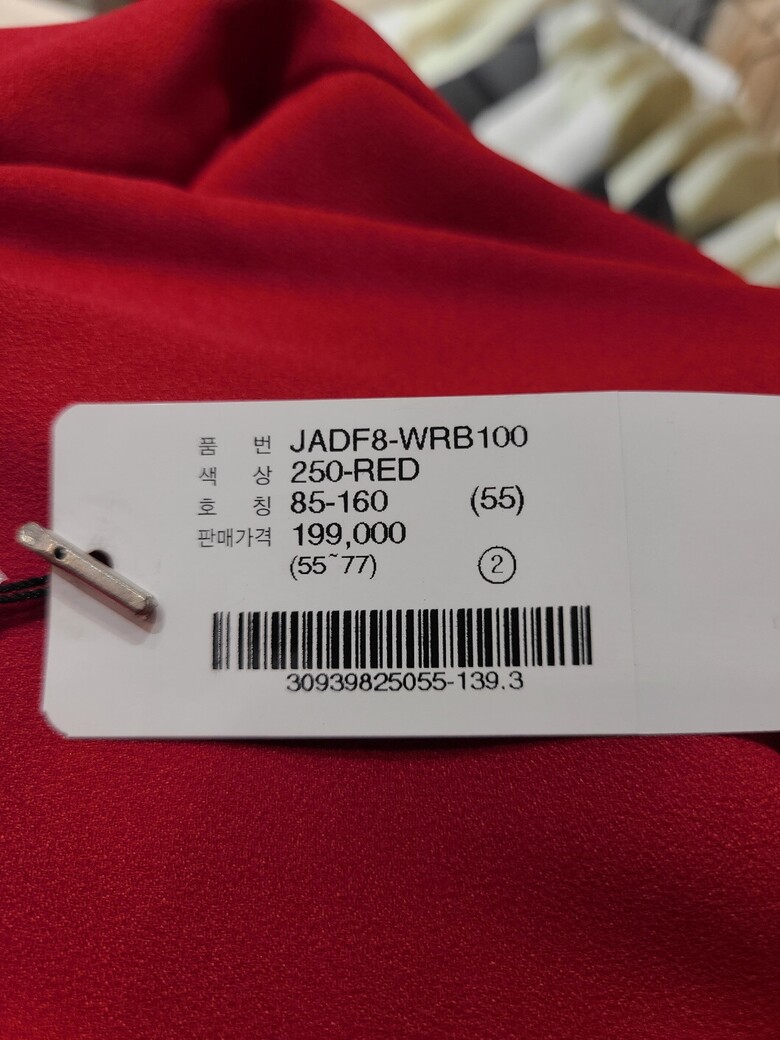 품 번 JADF8-WRB100
색 상 250-RED
호 칭 85-160 (55)
판매가격 199,000
(55~77) ②
30939825055-139.3